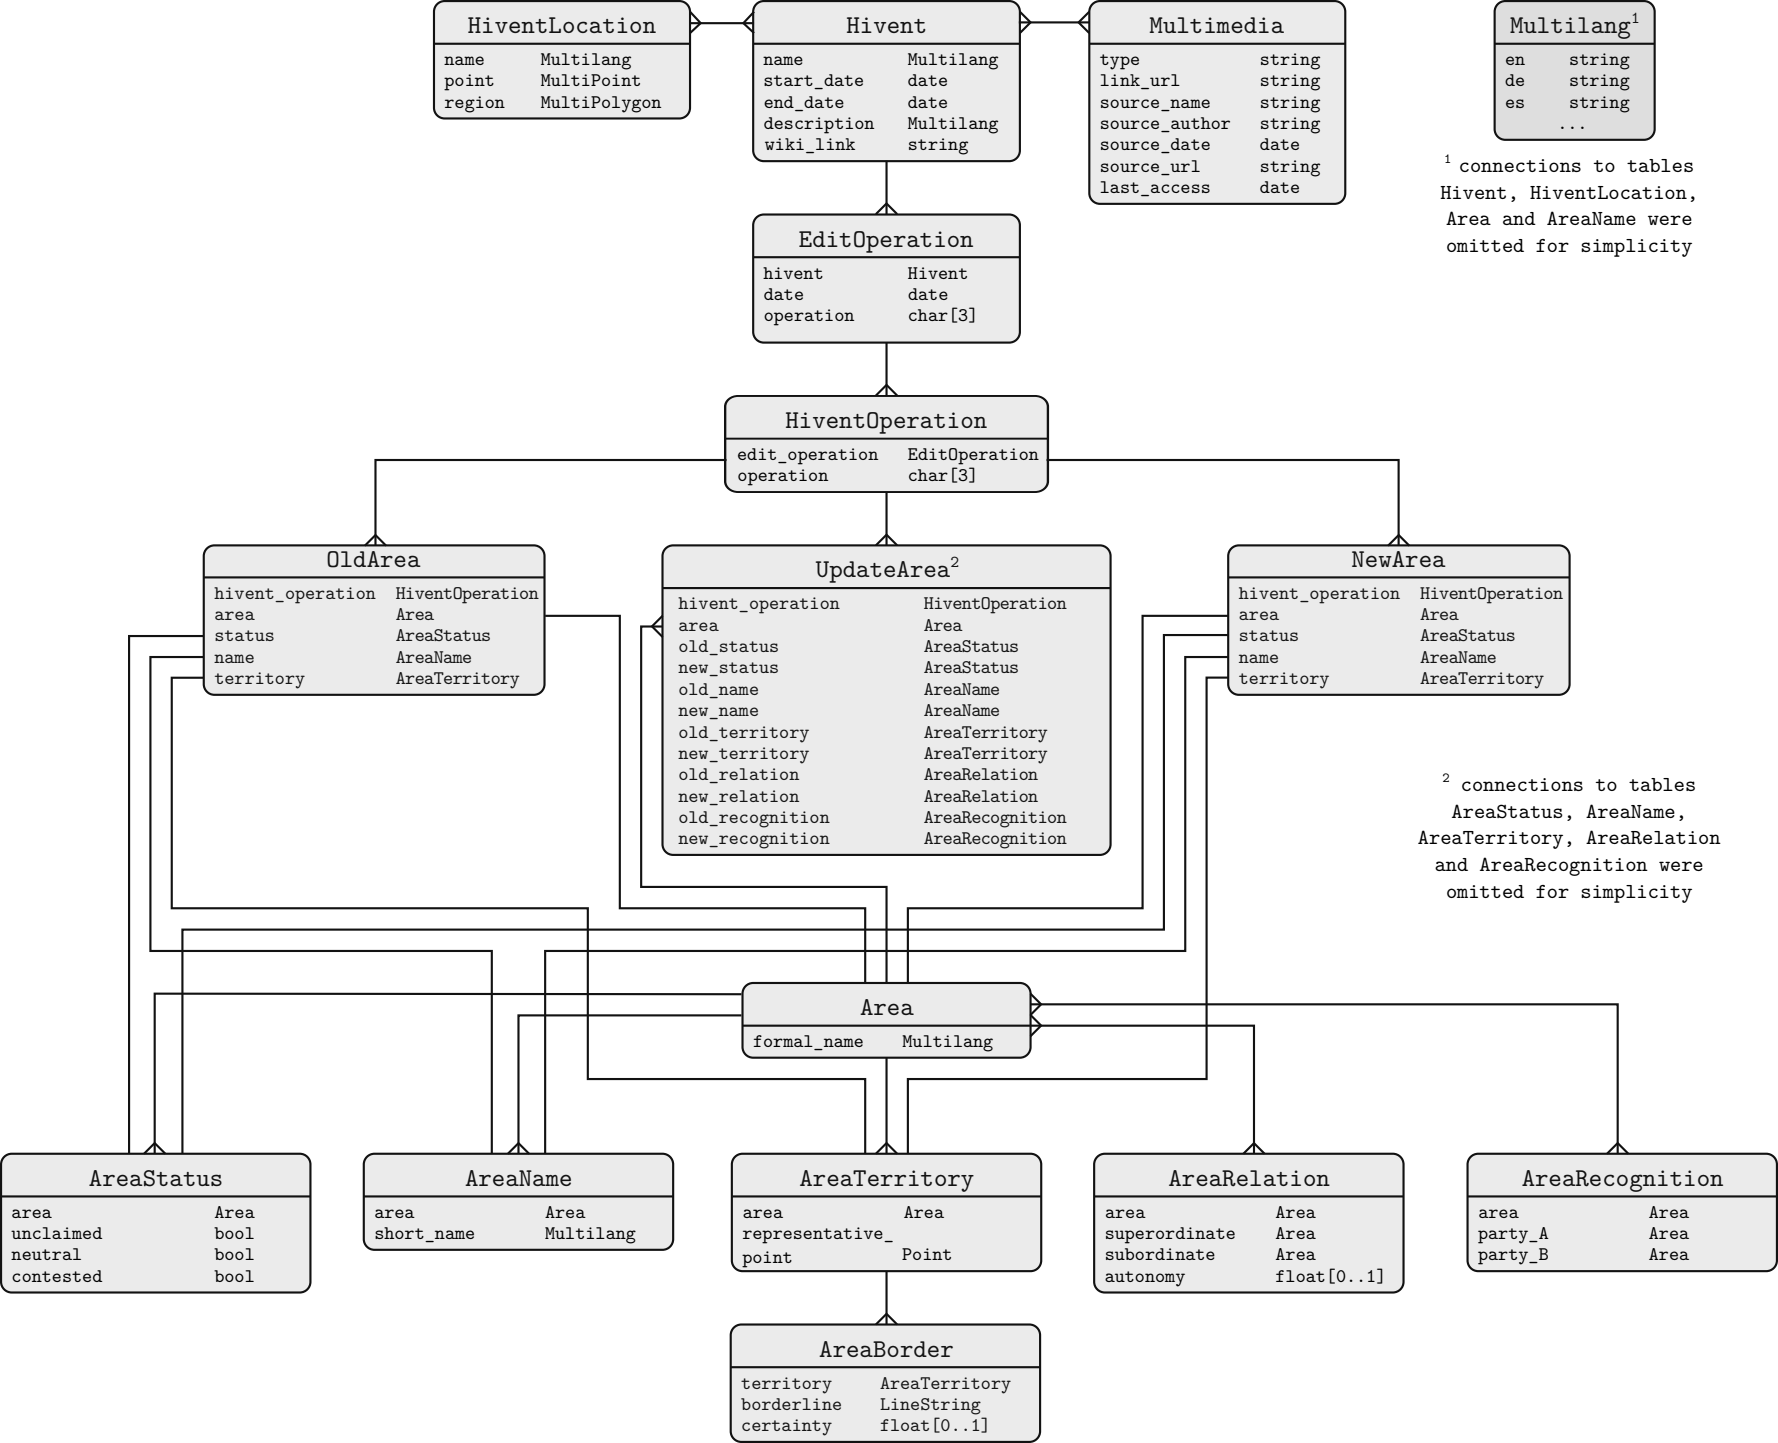 HiventLocation
name Multilang
point MultiPoint
region MultiPolygon
Hivent
name Multilang
start_date date
end_date date
description Multilang
wiki_link string
Multimedia
type string
link_url string
source_name string
source_author string
source_date date
source_url string
last_access date
Multilang¹
en string
de string
es string
...
¹ connections to tables
Hivent, HiventLocation,
Area and AreaName were
omitted for simplicity
EditOperation
hivent Hivent
date date
operation char[3]
HiventOperation
edit_operation EditOperation
operation char[3]
OldArea
hivent_operation HiventOperation
area Area
status AreaStatus
name AreaName
territory AreaTerritory
UpdateArea²
hivent_operation HiventOperation
area Area
old_status AreaStatus
new_status AreaStatus
old_name AreaName
new_name AreaName
old_territory AreaTerritory
new_territory AreaTerritory
old_relation AreaRelation
new_relation AreaRelation
old_recognition AreaRecognition
new_recognition AreaRecognition
NewArea
hivent_operation HiventOperation
area Area
status AreaStatus
name AreaName
territory AreaTerritory
² connections to tables
AreaStatus, AreaName,
AreaTerritory, AreaRelation
and AreaRecognition were
omitted for simplicity
Area
formal_name Multilang
AreaStatus
area Area
unclaimed bool
neutral bool
contested bool
AreaName
area Area
short_name Multilang
AreaTerritory
area Area
representative_
point Point
AreaRelation
area Area
superordinate Area
subordinate Area
autonomy float[0..1]
AreaRecognition
area Area
party_A Area
party_B Area
AreaBorder
territory AreaTerritory
borderline LineString
certainty float[0..1]